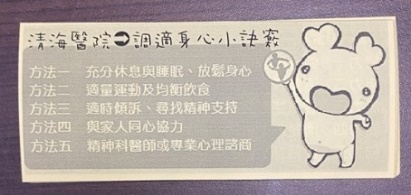 清海醫院➲調適身心小訣竅
方法一 充分休息與睡眠、放鬆身心
方法二 適量運動及均衡飲食
方法三 適時傾訴、尋找精神支持
方法四 與家人同心協力
方法五 精神科醫師或專業心理諮商